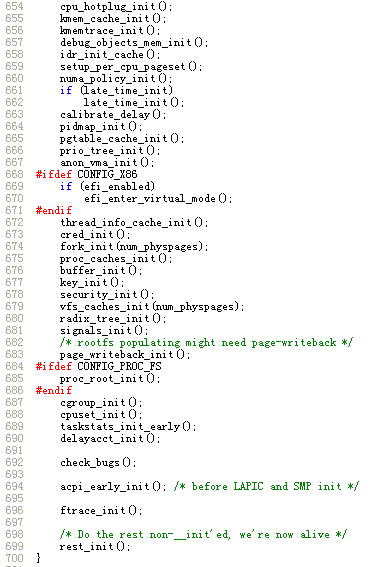 654 cpu_hotplug_init();
655 kmem_cache_init();
656 kmemtrace_init();
657 debug_objects_mem_init();
658 idr_init_cache();
659 setup_per_cpu_pageset();
660 numa_policy_init();
661 if (late_time_init)
662 late_time_init();
663 calibrate_delay();
664 pidmap_init();
665 pgtable_cache_init();
666 prio_tree_init();
667 anon_vma_init();
668 #ifdef CONFIG_X86
669 if (efi_enabled)
670 efi_enter_virtual_mode();
671 #endif
672 thread_info_cache_init();
673 cred_init();
674 fork_init(num_physpages);
675 proc_caches_init();
676 buffer_init();
677 key_init();
678 security_init();
679 vfs_caches_init(num_physpages);
680 radix_tree_init();
681 signals_init();
682 /* rootfs populating might need page-writeback */
683 page_writeback_init();
684 #ifdef CONFIG_PROC_FS
685 proc_root_init();
686 #endif
687 cgroup_init();
688 cpuset_init();
689 taskstats_init_early();
690 delayacct_init();
691
692 check_bugs();
693
694 acpi_early_init(); /* before LAPIC and SMP init */
695
696 ftrace_init();
697
698 /* Do the rest non-__init'ed, we're now alive */
699 rest_init();
700 }